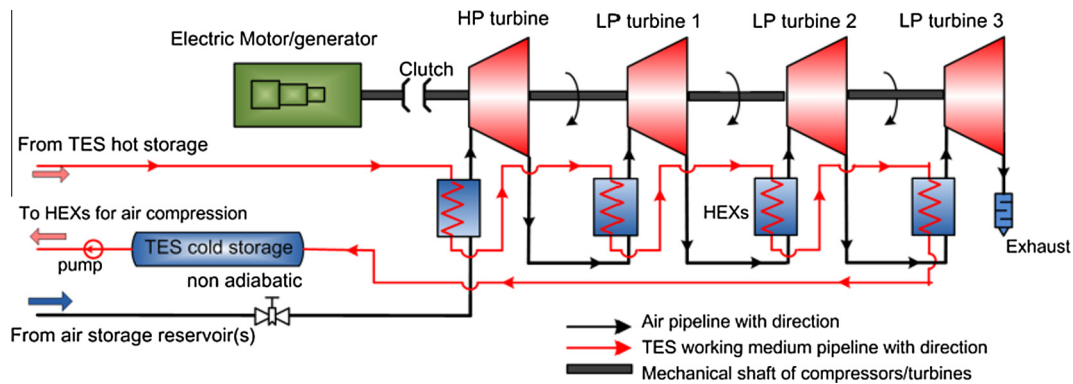 HP turbine
LP turbine 1
LP turbine 2
LP turbine 3
Electric Motor/generator
Clutch
From TES hot storage
To HEXs for air compression
HEXs
TES cold storage
Exhaust
pump
non adiabatic
From air storage reservoir(s)
Air pipeline with direction
TES working medium pipeline with direction
Mechanical shaft of compressors/turbines